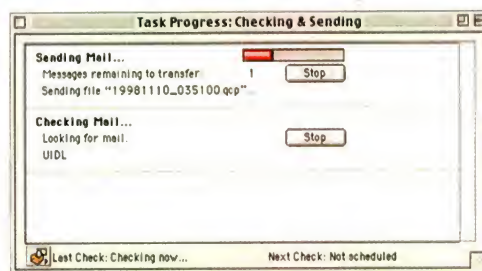 Task Progress: Checking & Sending
Sending Mail...
Messages remaining to transfer 1 Stop
Sending file "19981110_035100.qcp"
Checking Mail...
Looking for mail. Stop
UIDL
Last Check: Checking now... Next Check: Not scheduled